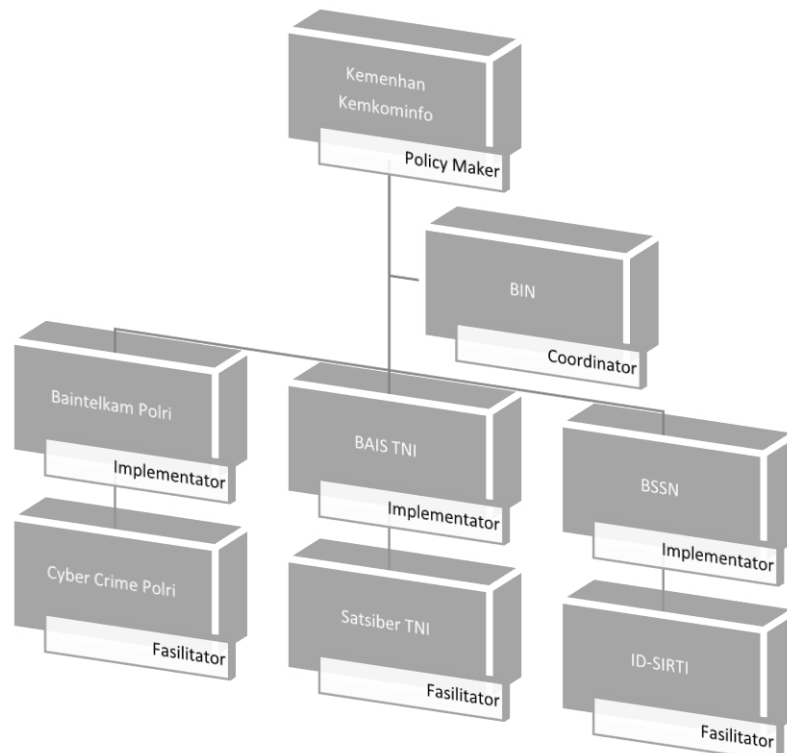 Kemenhan
Kemkominfo
Policy Maker
BIN
Coordinator
Baintelkam Polri
Implementator
BAIS TNI
Implementator
BSSN
Implementator
Cyber Crime Polri
Fasilitator
Satsiber TNI
Fasilitator
ID-SIRTI
Fasilitator